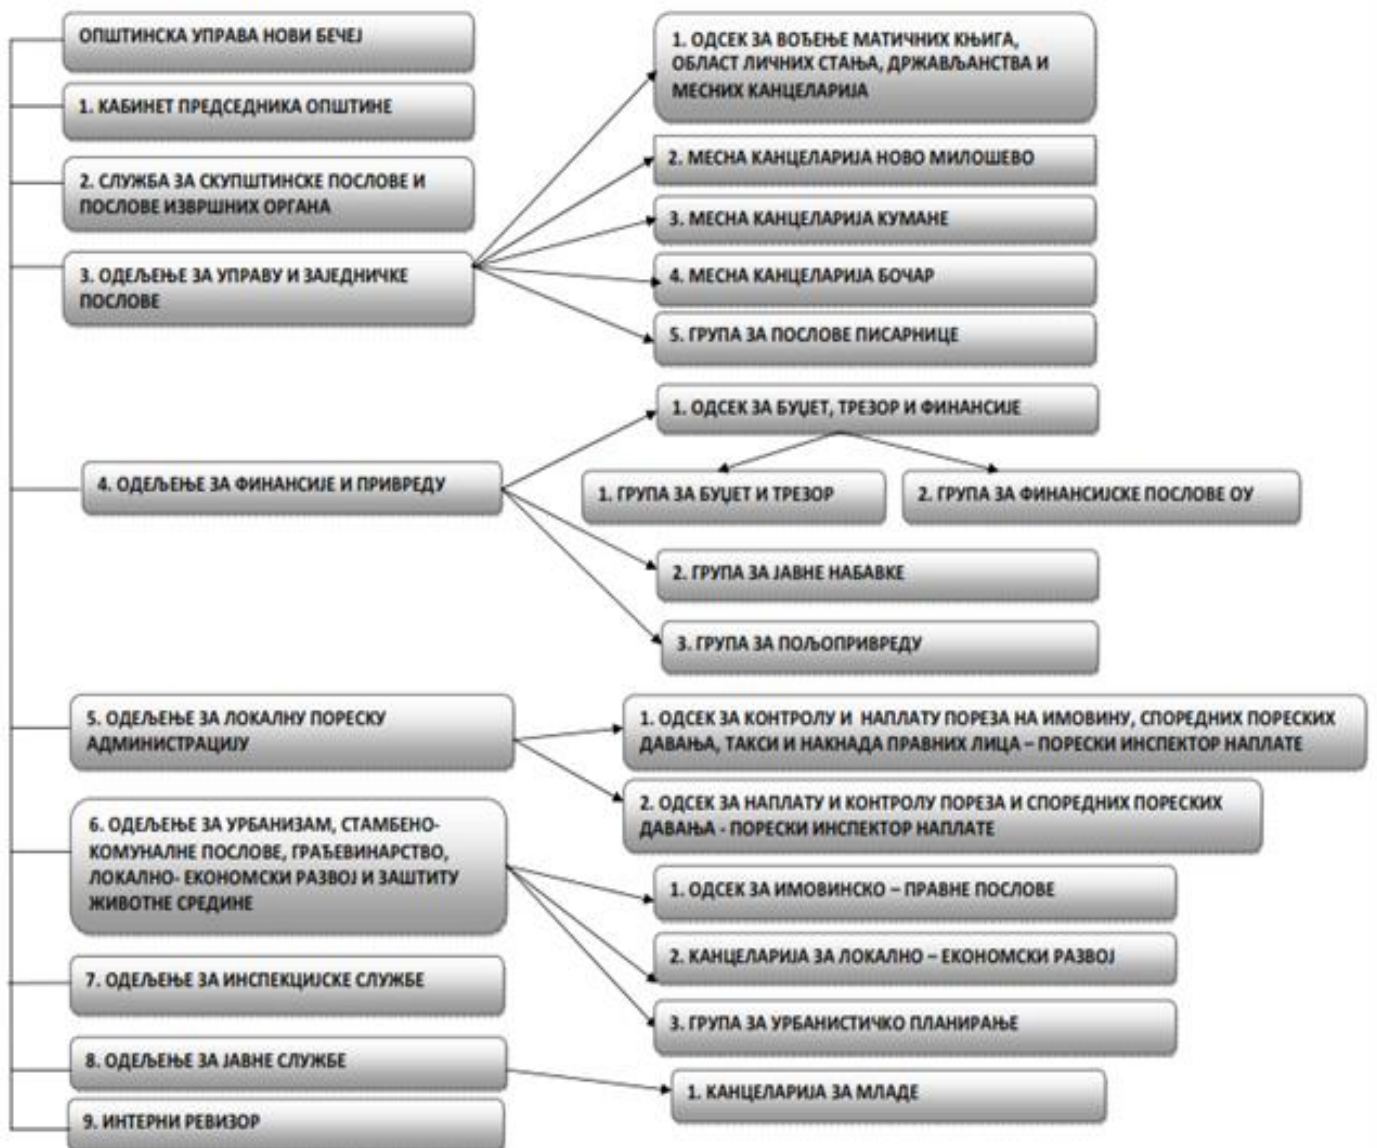 ОПШТИНСКА УПРАВА НОВИ БЕЧЕЈ
1. КАБИНЕТ ПРЕДСЕДНИКА ОПШТИНЕ
2. СЛУЖБА ЗА СКУПШТИНСКЕ ПОСЛОВЕ И
ПОСЛОВЕ ИЗВРШНИХ ОРГАНА
3. ОДЕЉЕЊЕ ЗА УПРАВУ И ЗАЈЕДНИЧКЕ
ПОСЛОВЕ
1. ОДСЕК ЗА ВОЂЕЊЕ МАТИЧНИХ КЊИГА,
ОБЛАСТ ЛИЧНИХ СТАЊА, ДРЖАВЉАНСТВА И
МЕСНИХ КАНЦЕЛАРИЈА
2. МЕСНА КАНЦЕЛАРИЈА НОВО МИЛОШЕВО
3. МЕСНА КАНЦЕЛАРИЈА КУМАНЕ
4. МЕСНА КАНЦЕЛАРИЈА БОЧАР
5. ГРУПА ЗА ПОСЛОВЕ ПИСАРНИЦЕ
4. ОДЕЉЕЊЕ ЗА ФИНАНСИЈЕ И ПРИВРЕДУ
1. ОДСЕК ЗА БУЏЕТ, ТРЕЗОР И ФИНАНСИЈЕ
1. ГРУПА ЗА БУЏЕТ И ТРЕЗОР
2. ГРУПА ЗА ФИНАНСИЈСКЕ ПОСЛОВЕ ОУ
2. ГРУПА ЗА ЈАВНЕ НАБАВКЕ
3. ГРУПА ЗА ПОЉОПРИВРЕДУ
5. ОДЕЉЕЊЕ ЗА ЛОКАЛНУ ПОРЕСКУ
АДМИНИСТРАЦИЈУ
1. ОДСЕК ЗА КОНТРОЛУ И НАПЛАТУ ПОРЕЗА НА ИМОВИНУ, СПОРЕДНИХ ПОРЕСКИХ
ДАВАЊА, ТАКСИ И НАКНАДА ПРАВНИХ ЛИЦА – ПОРЕСКИ ИНСПЕКТОР НАПЛАТЕ
2. ОДСЕК ЗА НАПЛАТУ И КОНТРОЛУ ПОРЕЗА И СПОРЕДНИХ ПОРЕСКИХ
ДАВАЊА - ПОРЕСКИ ИНСПЕКТОР НАПЛАТЕ
6. ОДЕЉЕЊЕ ЗА УРБАНИЗАМ, СТАМБЕНО-
КОМУНАЛНЕ ПОСЛОВЕ, ГРАЂЕВИНАРСТВО,
ЛОКАЛНО- ЕКОНОМСКИ РАЗВОЈ И ЗАШТИТУ
ЖИВОТНЕ СРЕДИНЕ
1. ОДСЕК ЗА ИМОВИНСКО – ПРАВНЕ ПОСЛОВЕ
2. КАНЦЕЛАРИЈА ЗА ЛОКАЛНО – ЕКОНОМСКИ РАЗВОЈ
3. ГРУПА ЗА УРБАНИСТИЧКО ПЛАНИРАЊЕ
7. ОДЕЉЕЊЕ ЗА ИНСПЕКЦИЈСКЕ СЛУЖБЕ
8. ОДЕЉЕЊЕ ЗА ЈАВНЕ СЛУЖБЕ
1. КАНЦЕЛАРИЈА ЗА МЛАДЕ
9. ИНТЕРНИ РЕВИЗОР